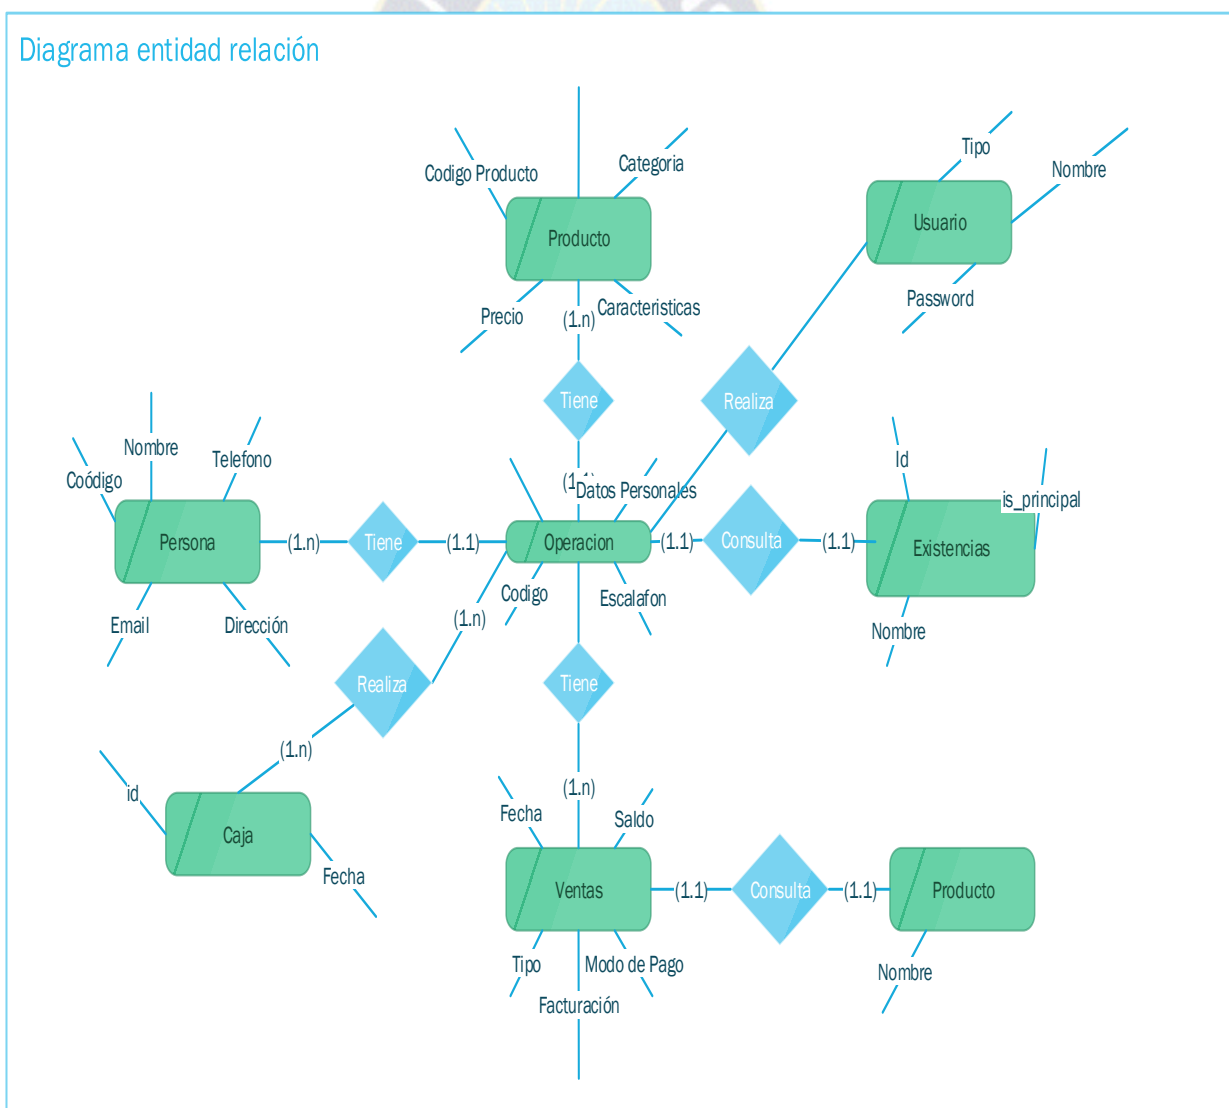 Diagrama entidad relación
Tipo
Nombre
Codigo Producto
Categoria
Usuario
Producto
Password
Precio
(1.n)
Caracteristicas
Tiene
Realiza
Nombre
Telefono
Id
Coódigo
is_principal
Datos Personales
Persona
(1.n)
Tiene
(1.1)
Operacion
(1.1)
Consulta
(1.1)
Existencias
Codigo
Escalafon
Email
Dirección
(1.n)
Nombre
Realiza
Tiene
(1.n)
id
(1.n)
Fecha
Saldo
Caja
Fecha
Ventas
(1.1)
Consulta
(1.1)
Producto
Tipo
Modo de Pago
Nombre
Facturación